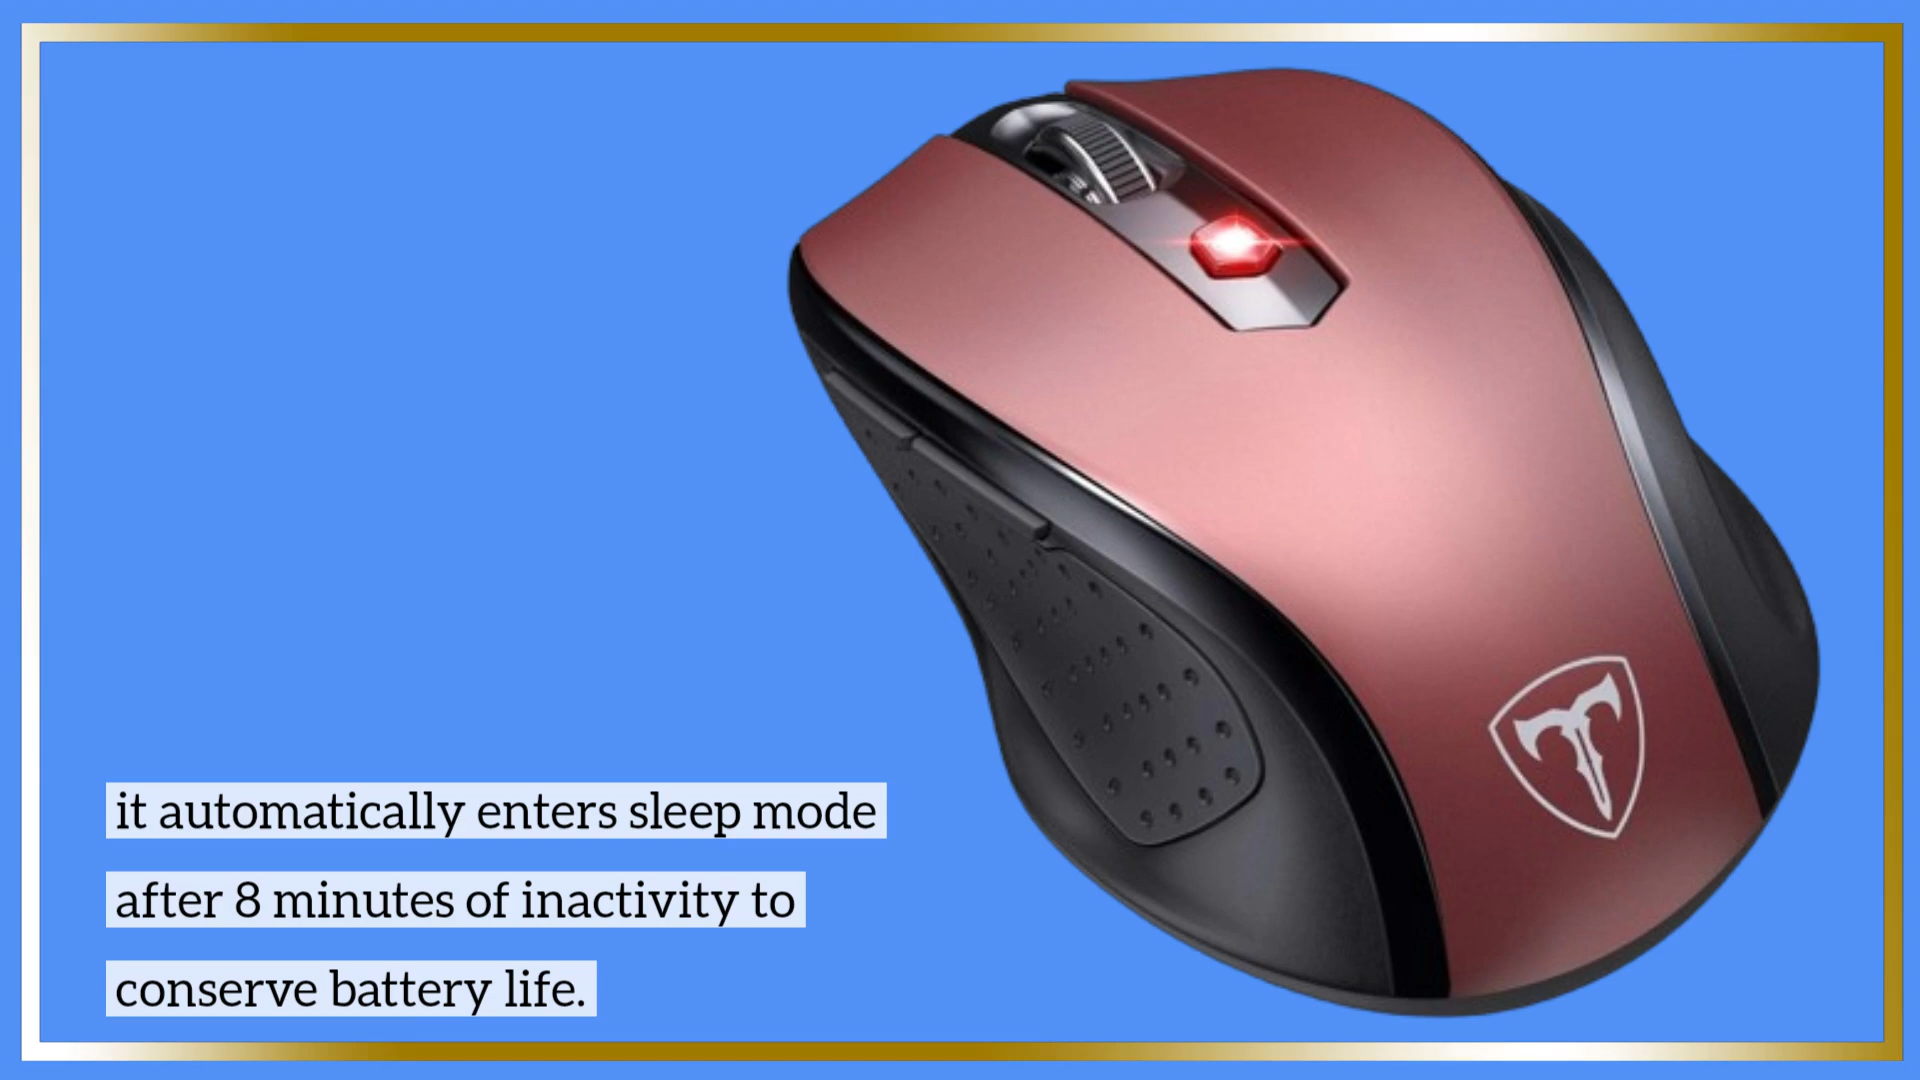 it automatically enters sleep mode
after 8 minutes of inactivity to
conserve battery life.